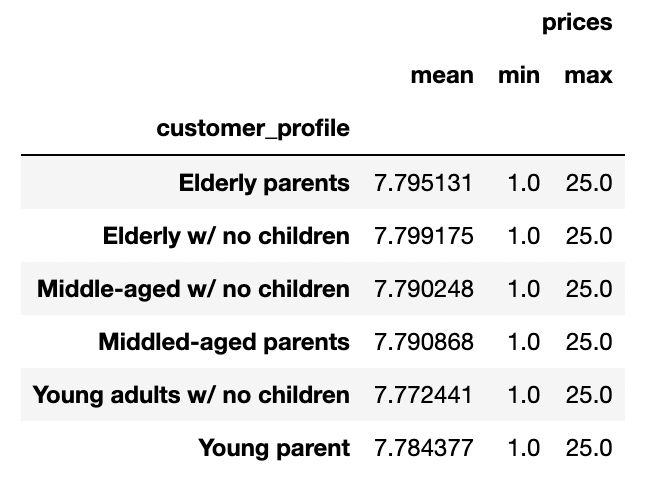 prices
mean min max
customer_profile
Elderly parents 7.795131 1.0 25.0
Elderly w/ no children 7.799175 1.0 25.0
Middle-aged w/ no children 7.790248 1.0 25.0
Middled-aged parents 7.790868 1.0 25.0
Young adults w/ no children 7.772441 1.0 25.0
Young parent 7.784377 1.0 25.0